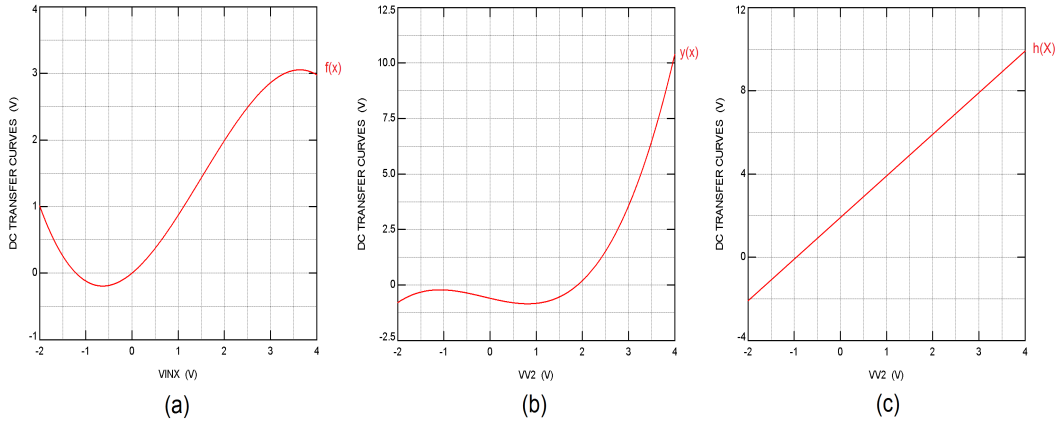 4
3
2
1
0
-1
DC TRANSFER CURVES (V)
f(x)
-2 -1 0 1 2 3 4
VINX (V)
(a)
12.5
10.0
7.5
5.0
2.5
0
-2.5
DC TRANSFER CURVES (V)
y(x)
-2 -1 0 1 2 3 4
VV2 (V)
(b)
12
8
4
0
-4
DC TRANSFER CURVES (V)
h(X)
-2 -1 0 1 2 3 4
VV2 (V)
(c)